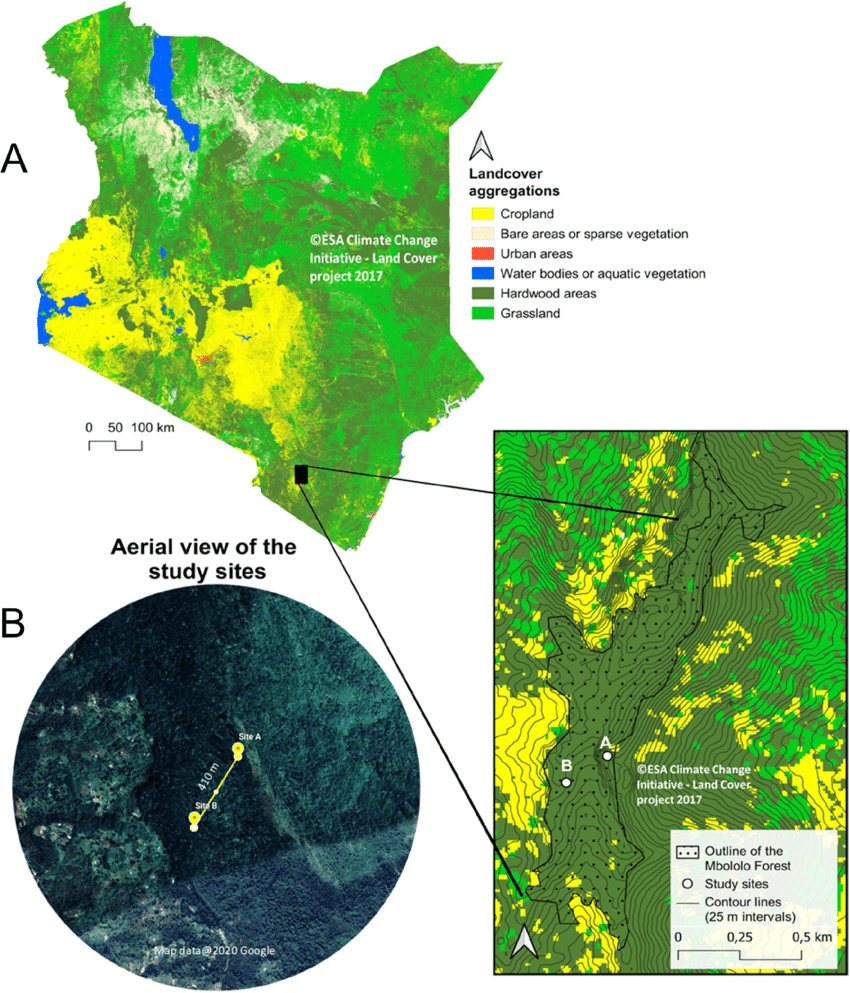 A
Landcover
aggregations
Cropland
Bare areas or sparse vegetation
Urban areas
Water bodies or aquatic vegetation
Hardwood areas
Grassland
©ESA Climate Change
Initiative - Land Cover
project 2017
0 50 100 km
Aerial view of the
study sites
B
Site A
410 m
Site B
Map data@2020 Google
A
B
©ESA Climate Change
Initiative - Land Cover
project 2017
Outline of the
Mbololo Forest
Study sites
Contour lines
(25 m intervals)
0 0,25 0,5 km